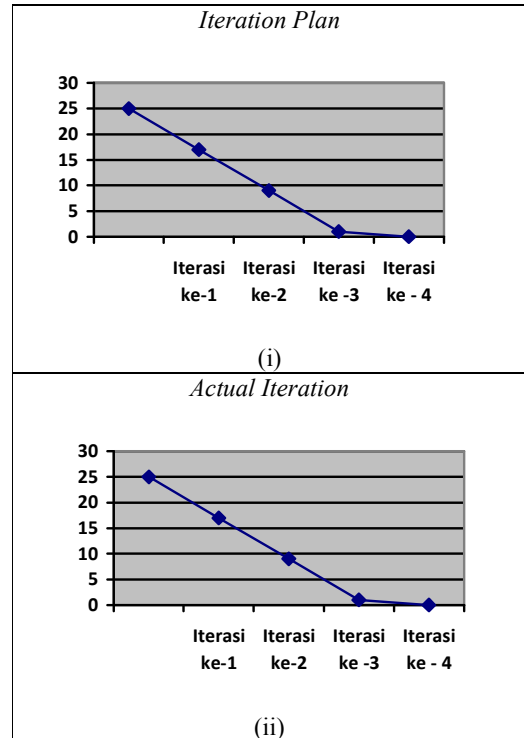 Iteration Plan
30
25
20
15
10
5
0
Iterasi Iterasi Iterasi Iterasi
ke-1 ke-2 ke -3 ke - 4
(i)
Actual Iteration
30
25
20
15
10
5
0
Iterasi Iterasi Iterasi Iterasi
ke-1 ke-2 ke -3 ke - 4
(ii)